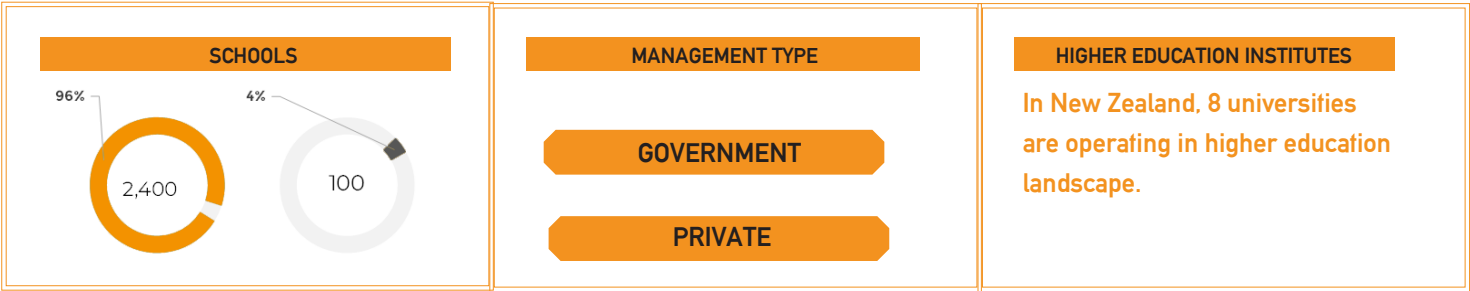 SCHOOLS
96%
4%
2,400
100
MANAGEMENT TYPE
GOVERNMENT
PRIVATE
HIGHER EDUCATION INSTITUTES
In New Zealand, 8 universities
are operating in higher education
landscape.